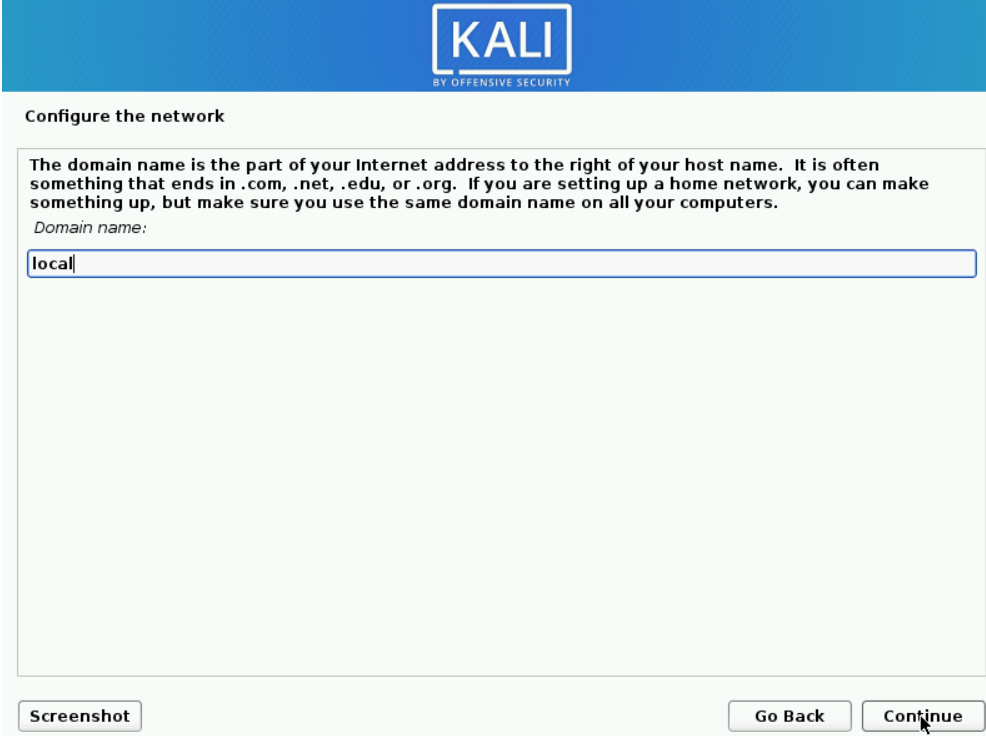 KALI
BY OFFENSIVE SECURITY
Configure the network
The domain name is the part of your Internet address to the right of your host name.  It is often
something that ends in .com, .net, .edu, or .org.  If you are setting up a home network, you can make
something up, but make sure you use the same domain name on all your computers.
Domain name:
local
Screenshot
Go Back
Continue